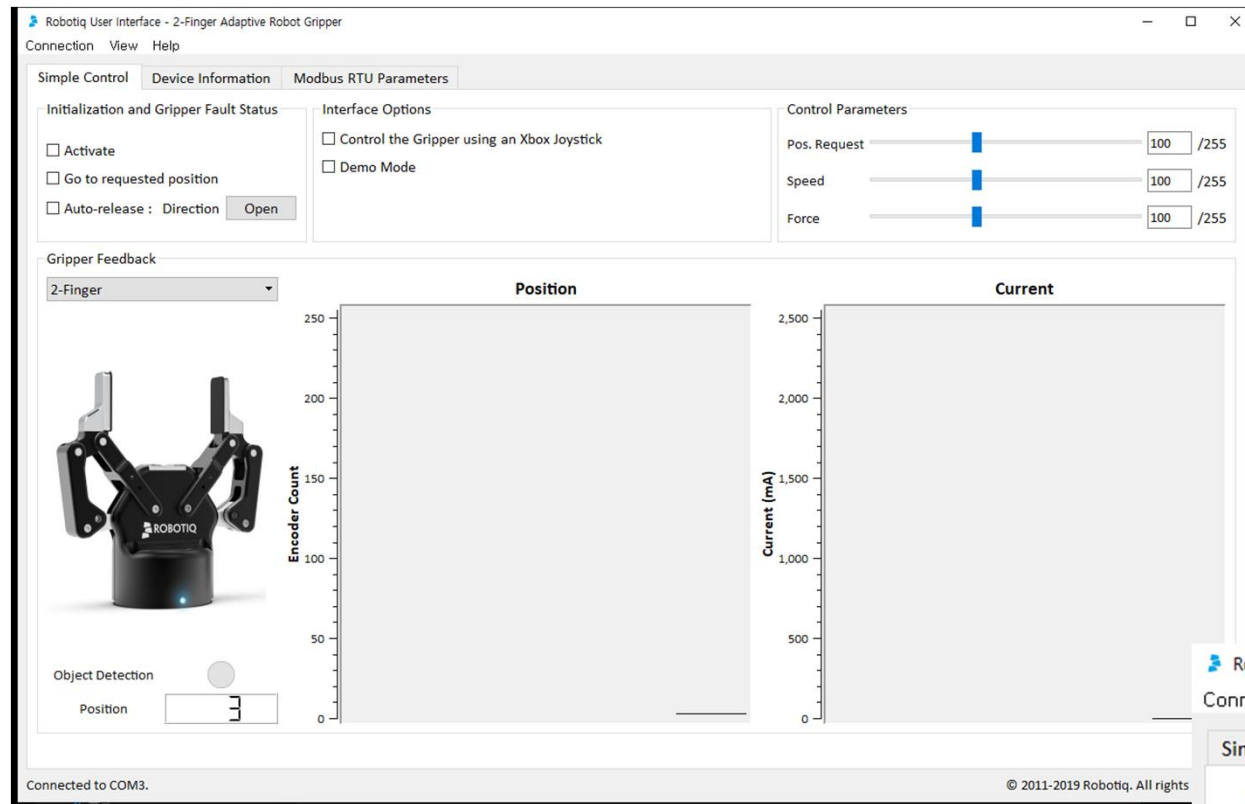 Robotiq User Interface - 2-Finger Adaptive Robot Gripper
Connection View Help
Simple Control Device Information Modbus RTU Parameters
Initialization and Gripper Fault Status
Activate
Go to requested position
Auto-release : Direction Open
Interface Options
Control the Gripper using an Xbox Joystick
Demo Mode
Control Parameters
Pos. Request 100 /255
Speed 100 /255
Force 100 /255
Gripper Feedback
2-Finger
ROBOTIQ
Object Detection
Position 3
Position
Encoder Count
250
200
150
100
50
0
Current
Current (mA)
2,500
2,000
1,500
1,000
500
0
Connected to COM3.
© 2011-2019 Robotiq. All rights